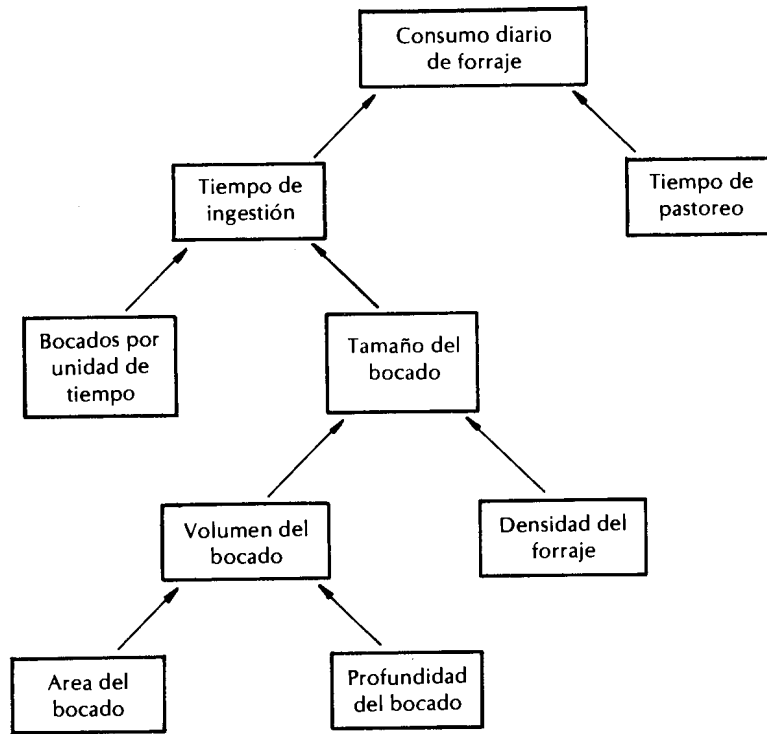 Consumo diario
de forraje
Tiempo de
ingestión
Tiempo de
pastoreo
Bocados por
unidad de
tiempo
Tamaño del
bocado
Volumen del
bocado
Densidad del
forraje
Area del
bocado
Profundidad
del bocado